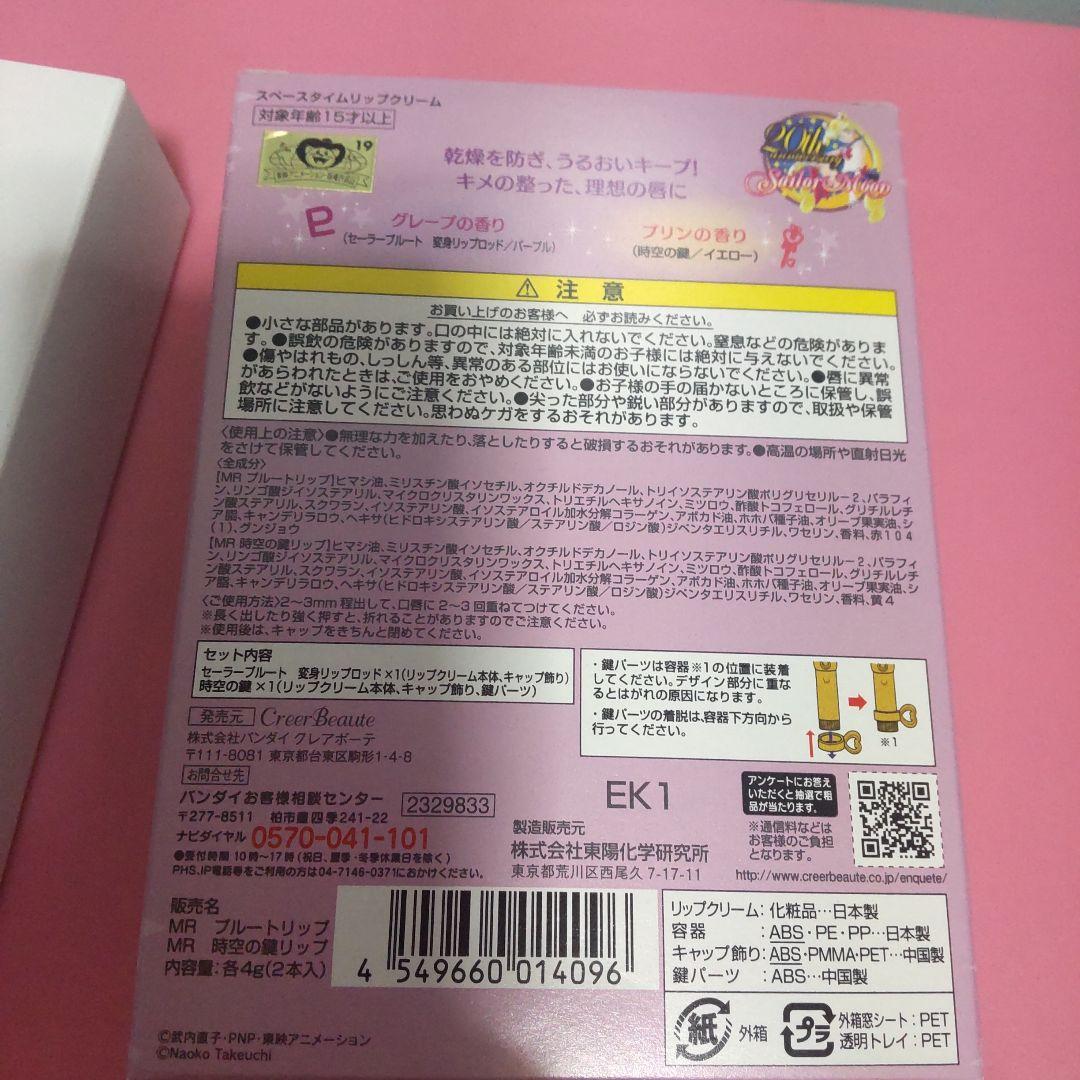 スペースタイムリップクリーム
対象年齢15才以上
19
20th
anniversary
Sailor Moon
乾燥を防ぎ、うるおいキープ!
キメの整った、理想の唇に
グレープの香り
(セーラープルート 変身リップロッド/パープル)
プリンの香り
(時空の鍵/イエロー)
⚠ 注 意
お買い上げのお客様へ 必ずお読みください。
●小さな部品があります。口の中には絶対に入れないでください。窒息などの危険がありま
す。●誤飲の危険がありますので、対象年齢未満のお子様には絶対に与えないでください。
●傷やはれもの、しっしん等、異常のある部位にはお使いにならないでください。●唇に異常
があらわれたときは、ご使用をおやめください。●お子様の手の届かないところに保管し、誤
飲などがないようにご注意ください。●尖った部分や鋭い部分がありますので、取扱や保管
場所に注意してください。思わぬケガをするおそれがあります。
〈使用上の注意〉●無理な力を加えたり、落としたりすると破損するおそれがあります。●高温の場所や直射日光
をさけて保管してください。
〈全成分〉
【MR プルートリップ】ヒマシ油、ミリスチン酸イソセチル、オクチルドデカノール、トリイソステアリン酸ポリグリセリル－2、パラフィ
ン、リンゴ酸ジイソステアリル、マイクロクリスタリンワックス、トリエチルヘキサノイン、ミツロウ、酢酸トコフェロール、グリチルレチ
ン酸ステアリル、スクワラン、イソステアリン酸、イソステアロイル加水分解コラーゲン、アボカド油、ホホバ種子油、オリーブ果実油、シ
ア脂、キャンデリラロウ、ヘキサ(ヒドロキシステアリン酸/ステアリン酸/ロジン酸)ジペンタエリスリチル、ワセリン、香料、赤104
(1)、グンジョウ
【MR 時空の鍵リップ】ヒマシ油、ミリスチン酸イソセチル、オクチルドデカノール、トリイソステアリン酸ポリグリセリル－2、パラフィ
ン、リンゴ酸ジイソステアリル、マイクロクリスタリンワックス、トリエチルヘキサノイン、ミツロウ、酢酸トコフェロール、グリチルレチ
ン酸ステアリル、スクワラン、イソステアリン酸、イソステアロイル加水分解コラーゲン、アボカド油、ホホバ種子油、オリーブ果実油、シ
ア脂、キャンデリラロウ、ヘキサ(ヒドロキシステアリン酸/ステアリン酸/ロジン酸)ジペンタエリスリチル、ワセリン、香料、黄4
〈ご使用方法〉2〜3mm程出して、口唇に2〜3回重ねてつけてください。
※長く出したり強く押すと、折れることがありますのでご注意ください。
※使用後は、キャップをきちんと閉めてください。
セット内容
セーラープルート 変身リップロッド×1(リップクリーム本体、キャップ飾り)
時空の鍵×1(リップクリーム本体、キャップ飾り、鍵パーツ)
・鍵パーツは容器※1の位置に装着
してください。デザイン部分に重な
るとはがれの原因になります。
・鍵パーツの着脱は、容器下方向から
行ってください。
※1
発売元 CreerBeaute
株式会社バンダイ クレアボーテ
〒111-8081 東京都台東区駒形1-4-8
お問合せ先
バンダイお客様相談センター 2329833
〒277-8511 柏市豊四季241-22
ナビダイヤル 0570-041-101
●受付時間 10時〜17時(祝日、夏季・冬季休業日を除く)
PHS、IP電話等をご利用の方は04-7146-0371におかけください。
EK1
製造販売元
株式会社東陽化学研究所
東京都荒川区西尾久7-17-11
アンケートにお答え
いただくと抽選で粗
品が当たります。
※通信料などは
お客様のご負担
となります。
http://www.creerbeaute.co.jp/enquete/
販売名
MR プルートリップ
MR 時空の鍵リップ
内容量:各4g(2本入)
4 549660 014096
リップクリーム:化粧品…日本製
容器 :ABS・PE・PP…日本製
キャップ飾り:ABS・PMMA・PET…中国製
鍵パーツ :ABS…中国製
紙 外箱
プラ 外箱窓シート:PET
透明トレイ:PET
©武内直子・PNP・東映アニメーション
©Naoko Takeuchi